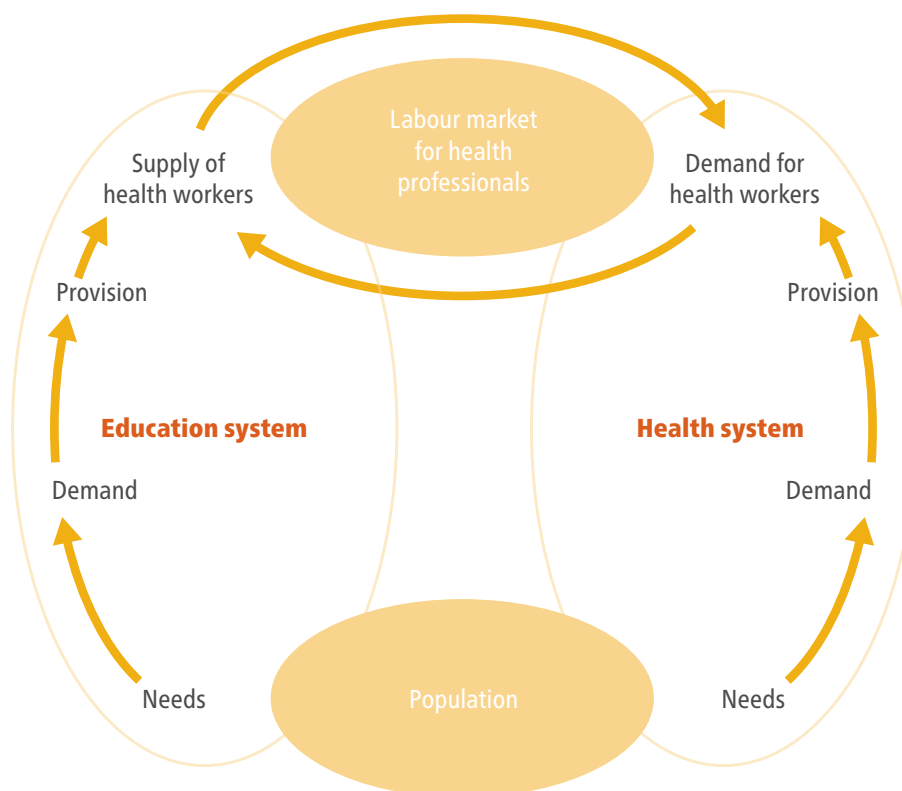 Labour market
for health
professionals
Supply of
health workers
Demand for
health workers
Provision
Provision
Education system
Health system
Demand
Demand
Needs
Population
Needs